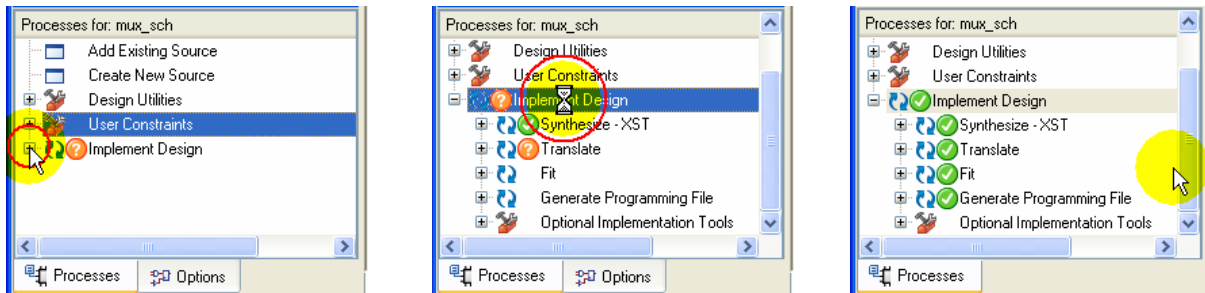 Processes for: mux_sch
Add Existing Source
Create New Source
Design Utilities
User Constraints
Implement Design
Processes
Options
Processes for: mux_sch
Design Utilities
User Constraints
Implement Design
Synthesize - XST
Translate
Fit
Generate Programming File
Optional Implementation Tools
Processes
Options
Processes for: mux_sch
Design Utilities
User Constraints
Implement Design
Synthesize - XST
Translate
Fit
Generate Programming File
Optional Implementation Tools
Processes